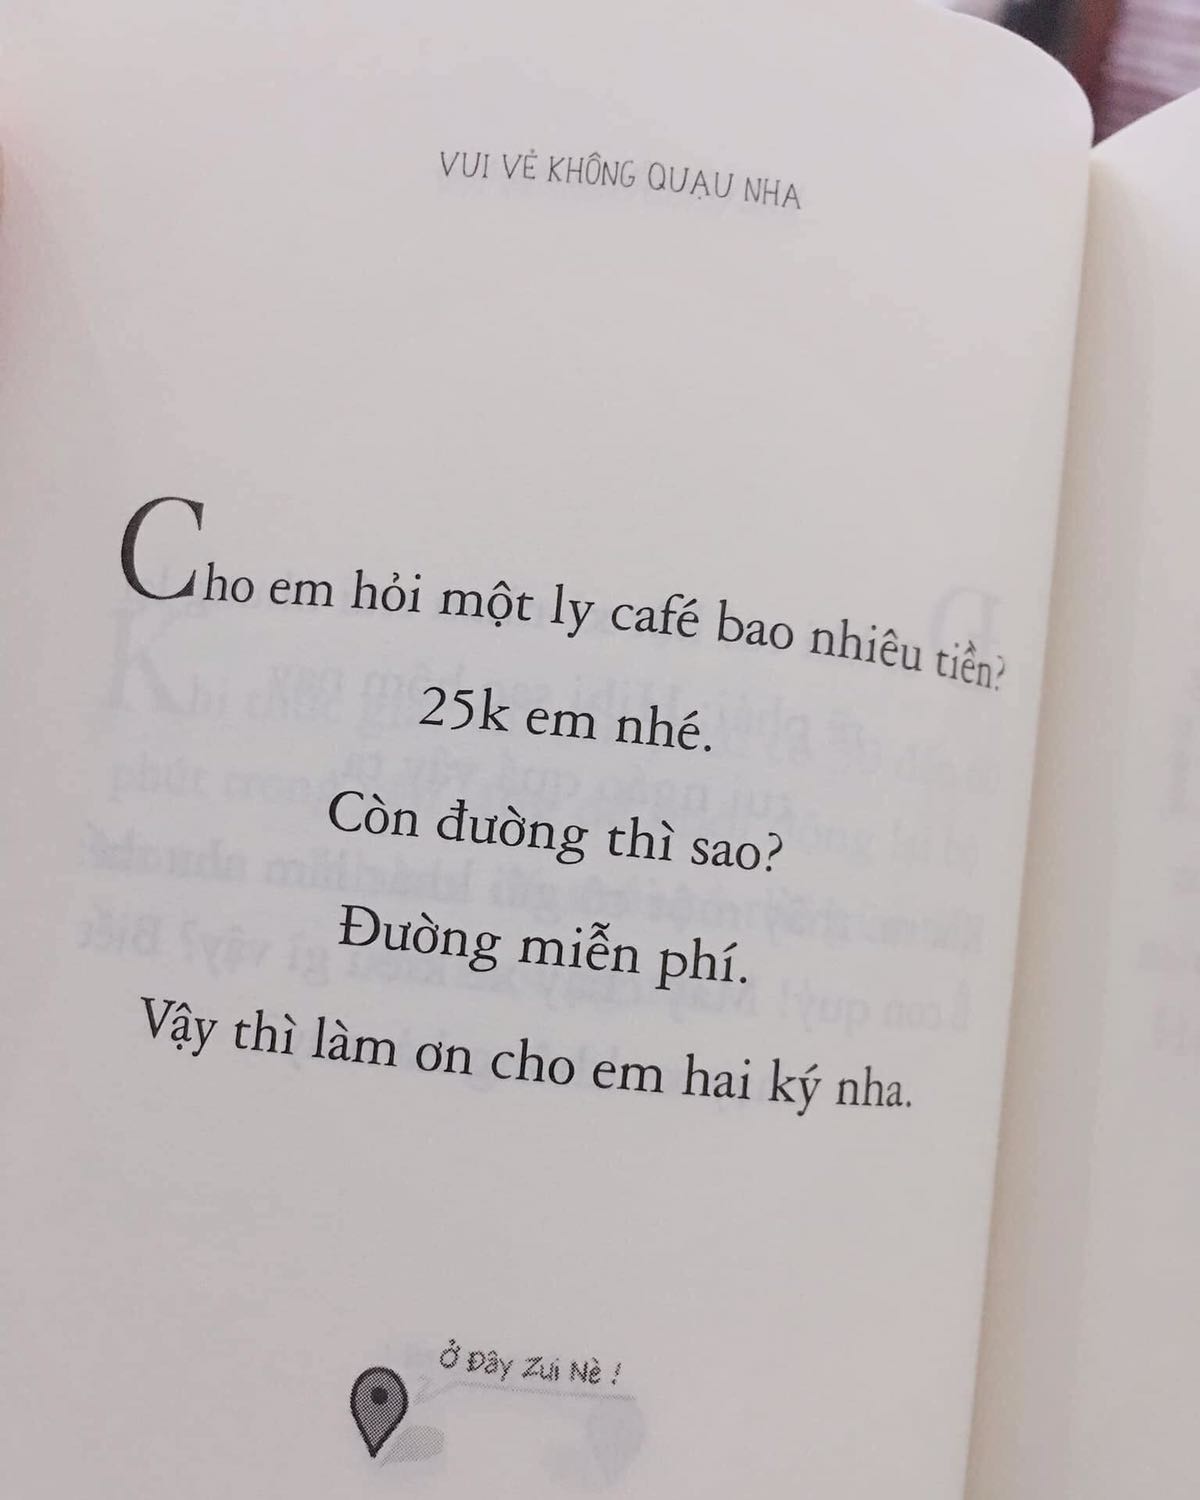 VUI VẺ KHÔNG QUẠU NHA
Cho em hỏi một ly café bao nhiêu tiền?
25k em nhé.
Còn đường thì sao?
Đường miễn phí.
Vậy thì làm ơn cho em hai ký nha.
Ở Đây Zui Nè !